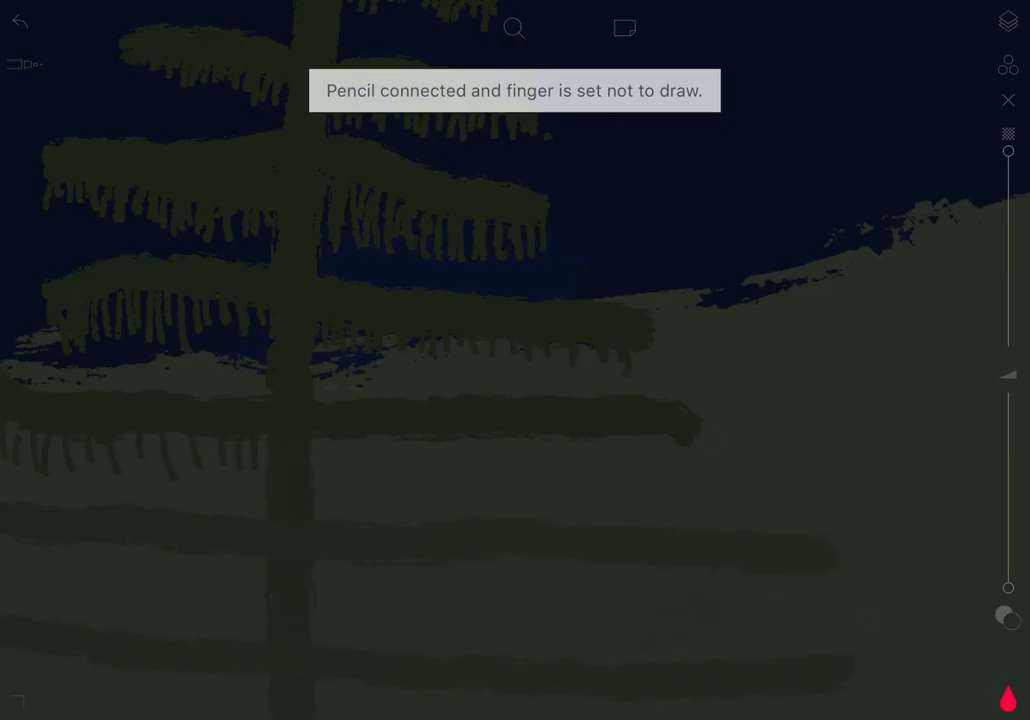 Pencil connected and finger is set not to draw.